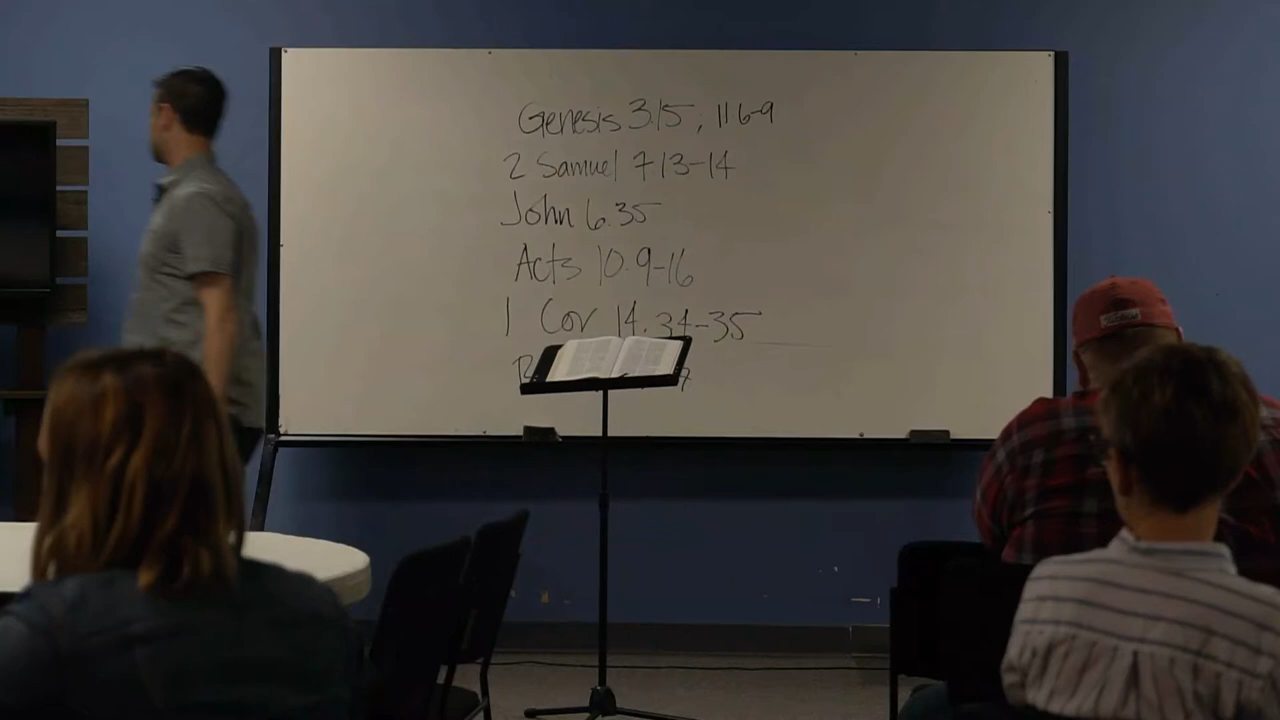 Genesis 3.15; 11.6-9
2 Samuel 7.13-14
John 6.35
Acts 10.9-16
1 Cor 14.34-35